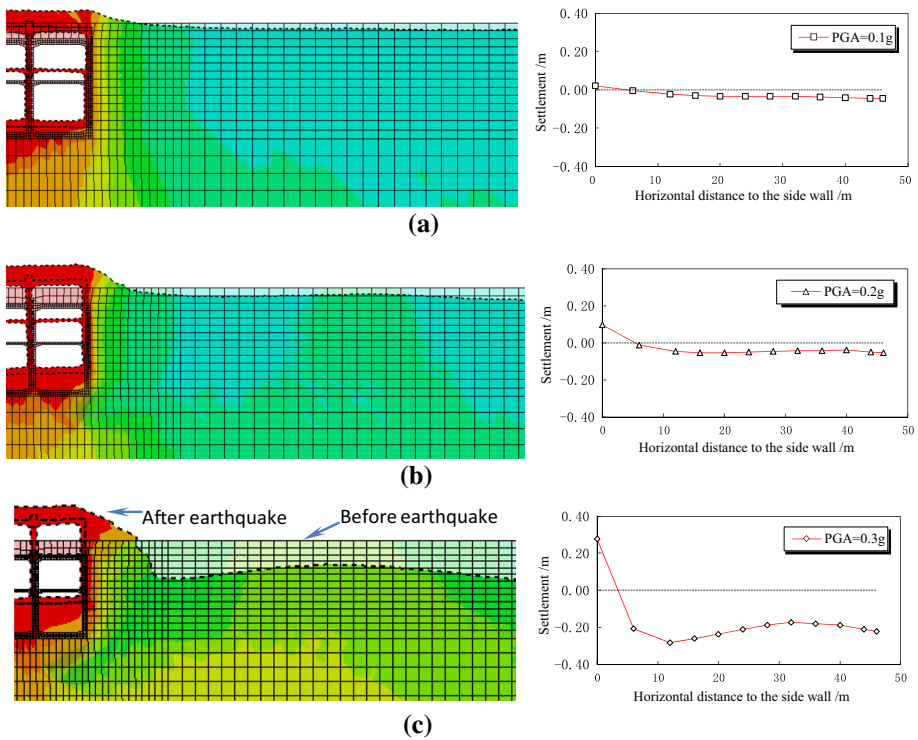 0.40
PGA=0.1g
0.20
0.00
-0.20
-0.40
Settlement /m
0 10 20 30 40 50
Horizontal distance to the side wall /m
(a)
0.40
PGA=0.2g
0.20
0.00
-0.20
-0.40
Settlement /m
0 10 20 30 40 50
Horizontal distance to the side wall /m
(b)
After earthquake
Before earthquake
0.40
PGA=0.3g
0.20
0.00
-0.20
-0.40
Settlement /m
0 10 20 30 40 50
Horizontal distance to the side wall /m
(c)